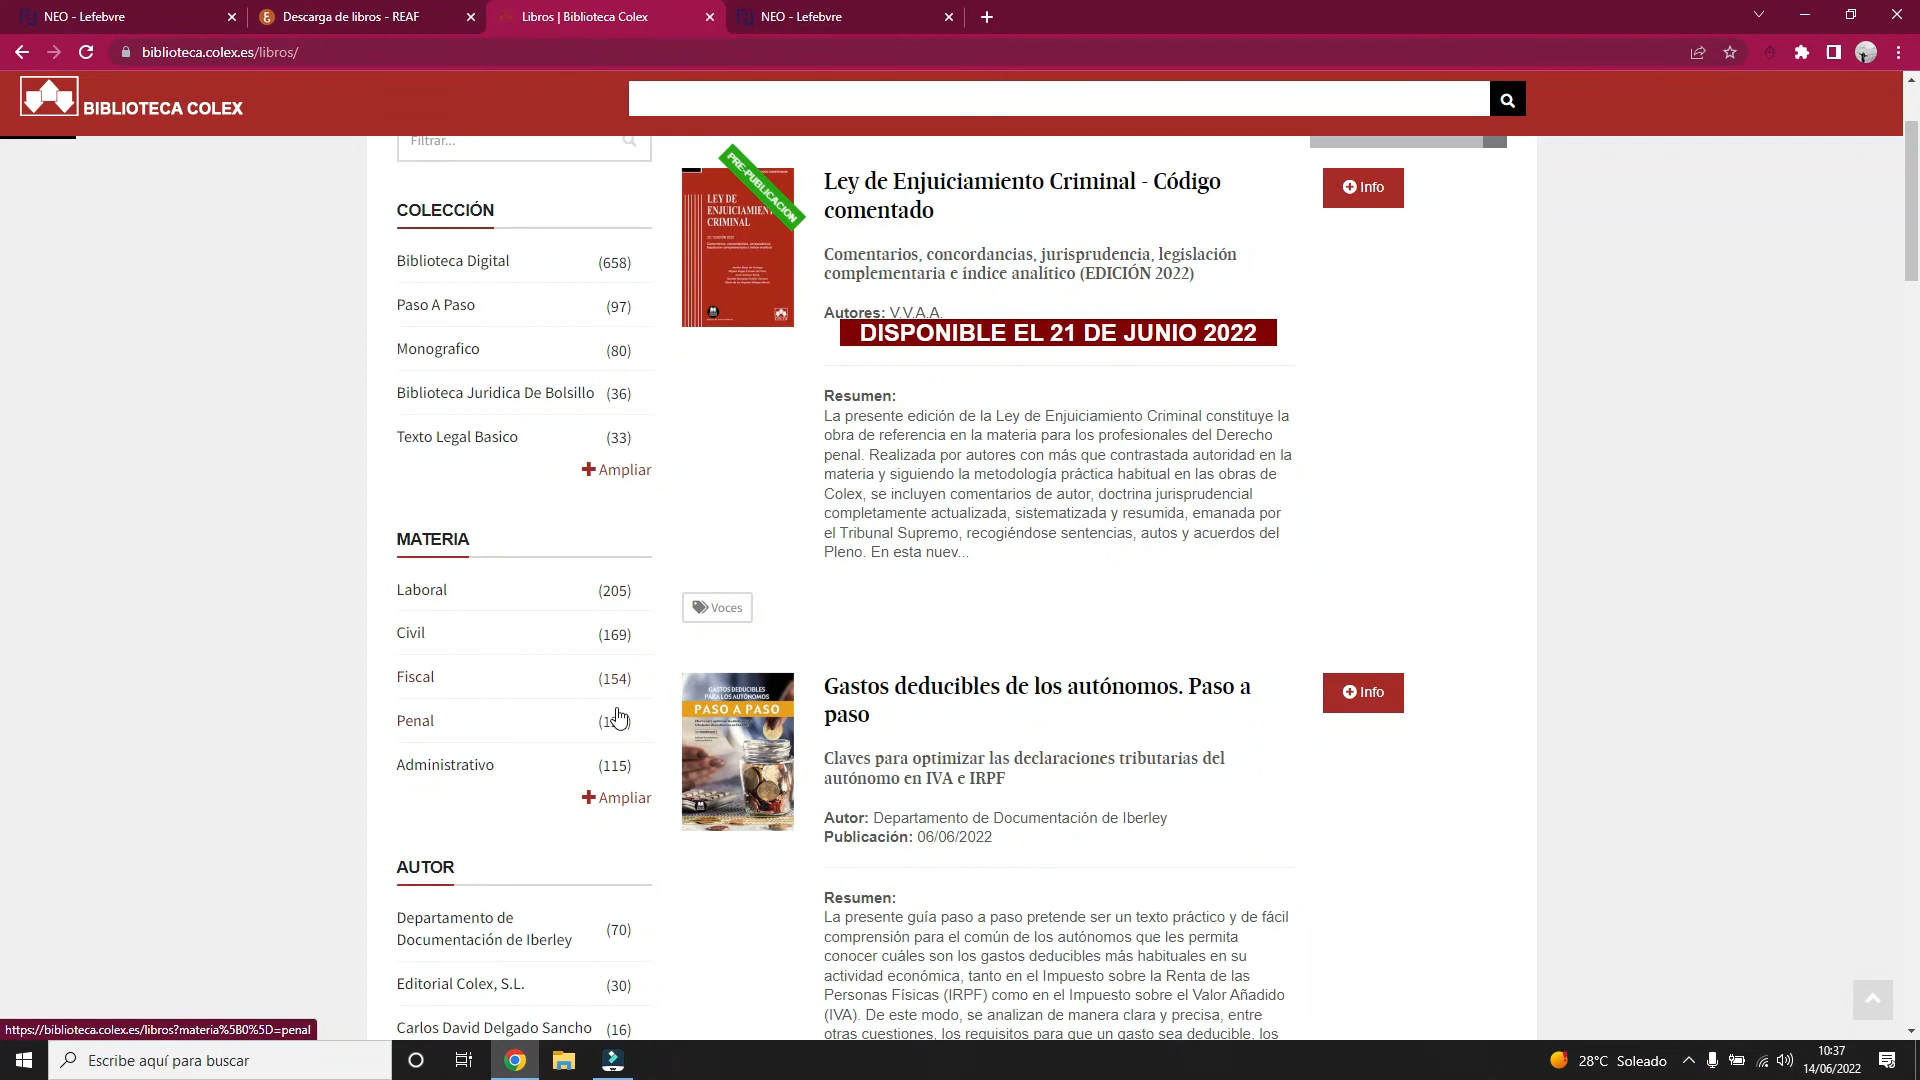 NEO - Lefebvre
Descarga de libros - REAF
Libros | Biblioteca Colex
NEO - Lefebvre
biblioteca.colex.es/libros/
BIBLIOTECA COLEX
Filtrar...
COLECCIÓN
Biblioteca Digital (658)
Paso A Paso (97)
Monografico (80)
Biblioteca Juridica De Bolsillo (36)
Texto Legal Basico (33)
Ampliar
MATERIA
Laboral (205)
Civil (169)
Fiscal (154)
Penal
Administrativo (115)
Ampliar
AUTOR
Departamento de
Documentación de Iberley (70)
Editorial Colex, S.L. (30)
Carlos David Delgado Sancho (16)
PRE-PUBLICACION
LEY DE
ENJUICIAMIENTO
CRIMINAL
Ley de Enjuiciamiento Criminal - Código
comentado
Comentarios, concordancias, jurisprudencia, legislación
complementaria e índice analítico (EDICIÓN 2022)
Autores: V.V.A.A.
DISPONIBLE EL 21 DE JUNIO 2022
Resumen:
La presente edición de la Ley de Enjuiciamiento Criminal constituye la
obra de referencia en la materia para los profesionales del Derecho
penal. Realizada por autores con más que contrastada autoridad en la
materia y siguiendo la metodología práctica habitual en las obras de
Colex, se incluyen comentarios de autor, doctrina jurisprudencial
completamente actualizada, sistematizada y resumida, emanada por
el Tribunal Supremo, recogiéndose sentencias, autos y acuerdos del
Pleno. En esta nuev...
Info
Voces
GASTOS DEDUCIBLES
PARA LOS AUTÓNOMOS
PASO A PASO
Gastos deducibles de los autónomos. Paso a
paso
Claves para optimizar las declaraciones tributarias del
autónomo en IVA e IRPF
Autor: Departamento de Documentación de Iberley
Publicación: 06/06/2022
Resumen:
La presente guía paso a paso pretende ser un texto práctico y de fácil
comprensión para el común de los autónomos que les permita
conocer cuáles son los gastos deducibles más habituales en su
actividad económica, tanto en el Impuesto sobre la Renta de las
Personas Físicas (IRPF) como en el Impuesto sobre el Valor Añadido
(IVA). De este modo, se analizan de manera clara y precisa, entre
otras cuestiones, los requisitos para que un gasto sea deducible, los
Info
https://biblioteca.colex.es/libros?materia%5B0%5D=penal
Escribe aquí para buscar
28°C Soleado
10:37
14/06/2022